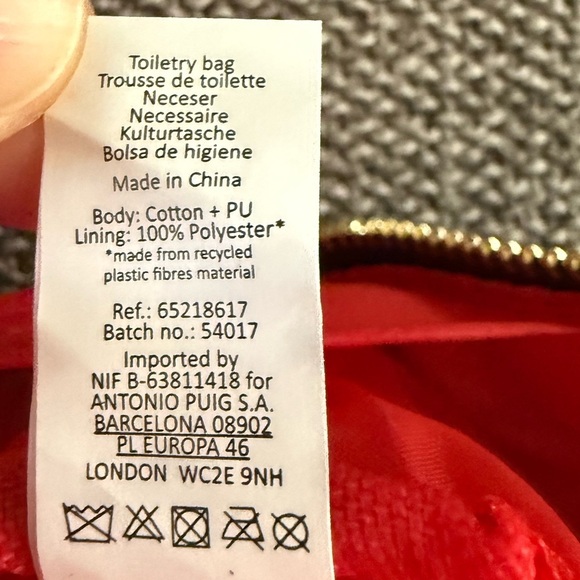 Toiletry bag
Trousse de toilette
Neceser
Necessaire
Kulturtasche
Bolsa de higiene
Made in China
Body: Cotton + PU
Lining: 100% Polyester*
*made from recycled
plastic fibres material
Ref.: 65218617
Batch no.: 54017
Imported by
NIF B-63811418 for
ANTONIO PUIG S.A.
BARCELONA 08902
PL EUROPA 46
LONDON WC2E 9NH